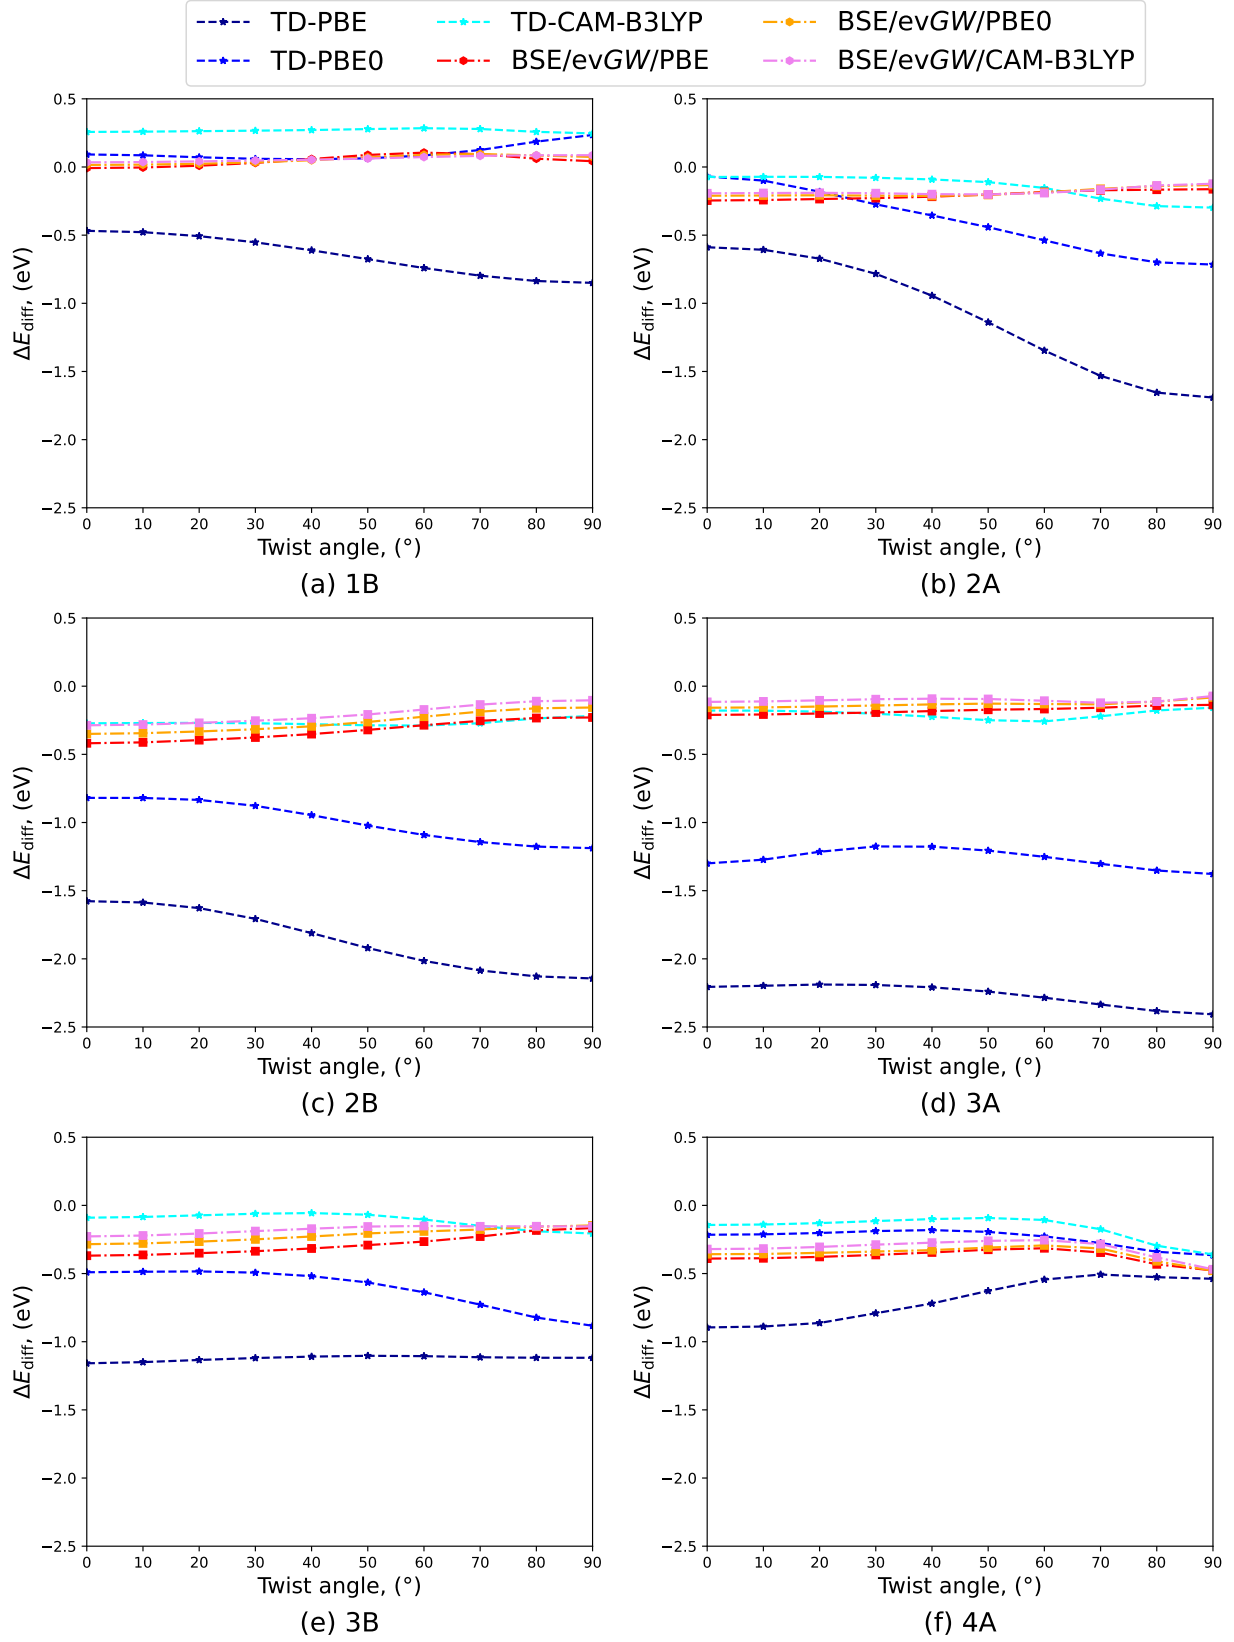 TD-PBE
TD-PBE0
TD-CAM-B3LYP
BSE/evGW/PBE
BSE/evGW/PBE0
BSE/evGW/CAM-B3LYP
0.5
0.0
−0.5
−1.0
−1.5
−2.0
−2.5
ΔE_diff, (eV)
0 10 20 30 40 50 60 70 80 90
Twist angle, (°)
(a) 1B
0.5
0.0
−0.5
−1.0
−1.5
−2.0
−2.5
ΔE_diff, (eV)
0 10 20 30 40 50 60 70 80 90
Twist angle, (°)
(b) 2A
0.5
0.0
−0.5
−1.0
−1.5
−2.0
−2.5
ΔE_diff, (eV)
0 10 20 30 40 50 60 70 80 90
Twist angle, (°)
(c) 2B
0.5
0.0
−0.5
−1.0
−1.5
−2.0
−2.5
ΔE_diff, (eV)
0 10 20 30 40 50 60 70 80 90
Twist angle, (°)
(d) 3A
0.5
0.0
−0.5
−1.0
−1.5
−2.0
−2.5
ΔE_diff, (eV)
0 10 20 30 40 50 60 70 80 90
Twist angle, (°)
(e) 3B
0.5
0.0
−0.5
−1.0
−1.5
−2.0
−2.5
ΔE_diff, (eV)
0 10 20 30 40 50 60 70 80 90
Twist angle, (°)
(f) 4A